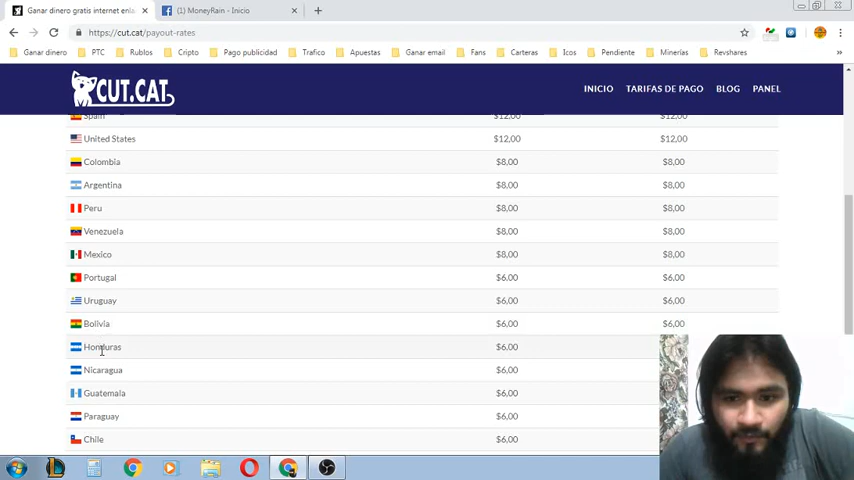 Ganar dinero gratis internet enla
(1) MoneyRain - Inicio
https://cut.cat/payout-rates
Ganar dinero
PTC
Rublos
Cripto
Pago publicidad
Trafico
Apuestas
Ganar email
Fans
Carteras
Icos
Pendiente
Minerías
Revshares
CUT.CAT
INICIO TARIFAS DE PAGO BLOG PANEL
Spain $12,00 $12,00
United States $12,00 $12,00
Colombia $8,00 $8,00
Argentina $8,00 $8,00
Peru $8,00 $8,00
Venezuela $8,00 $8,00
Mexico $8,00 $8,00
Portugal $6,00 $6,00
Uruguay $6,00 $6,00
Bolivia $6,00 $6,00
Honduras $6,00
Nicaragua $6,00
Guatemala $6,00
Paraguay $6,00
Chile $6,00